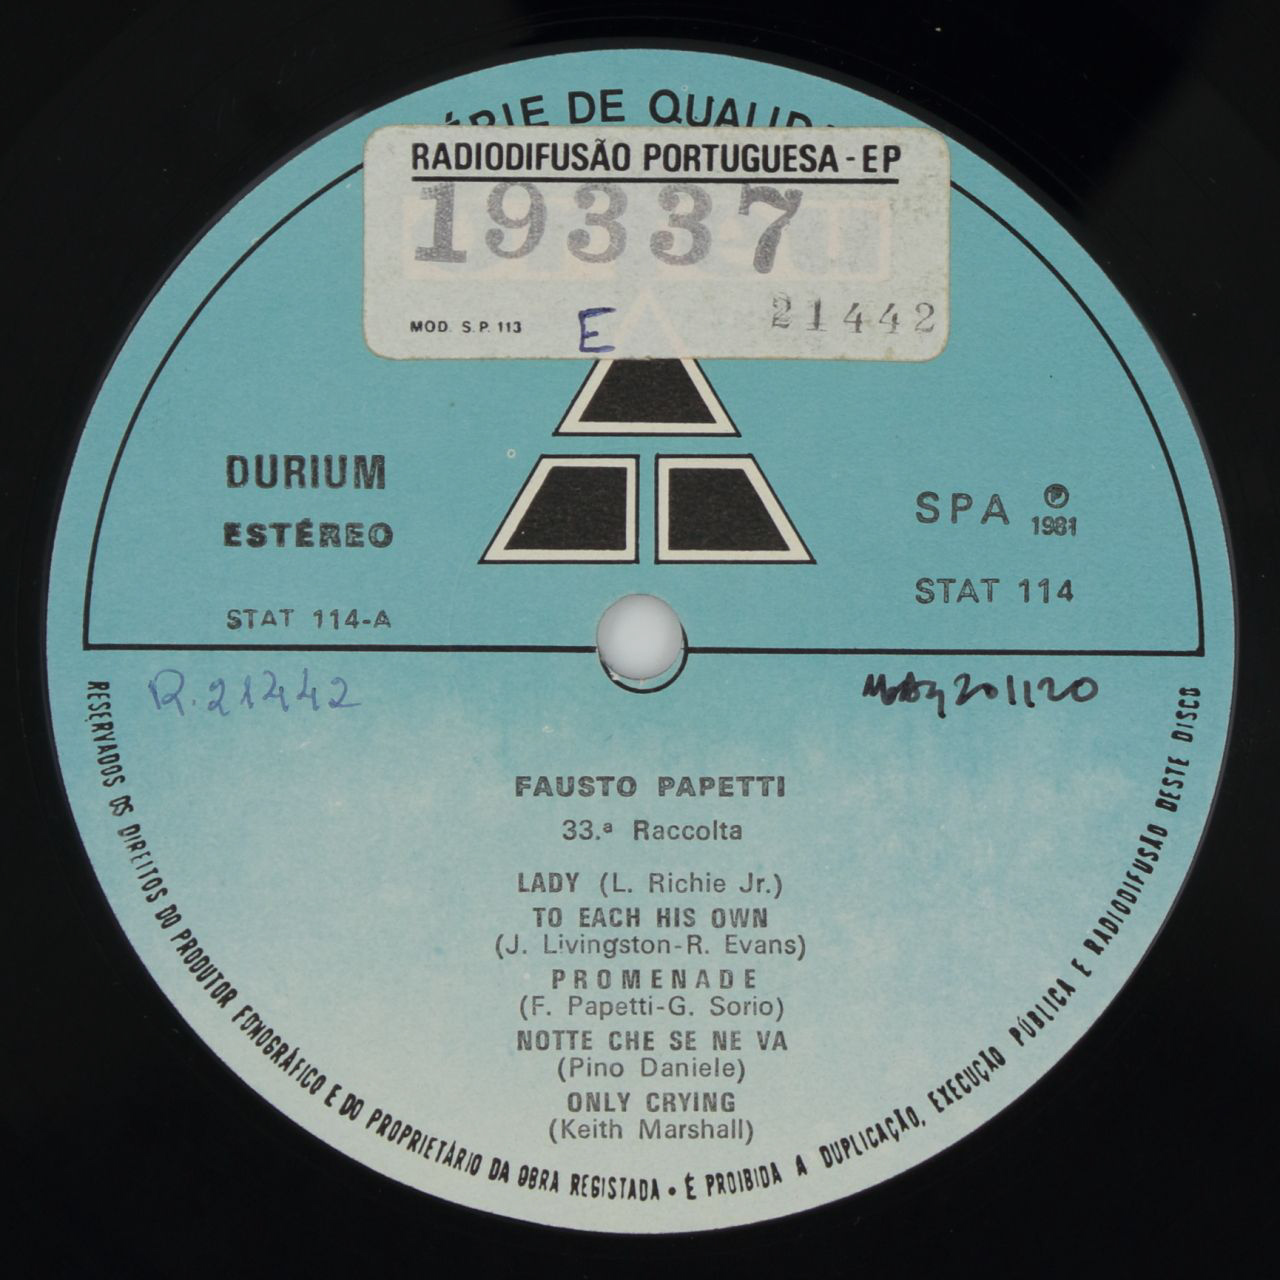 DE
RADIODIFUSÃO PORTUGUESA - EP
19337
MOD. S.P. 113
E
21442
DURIUM
ESTÉREO
STAT 114-A
SPA ℗ 1981
STAT 114
R.21442
FAUSTO PAPETTI
33.ª Raccolta
LADY (L. Richie Jr.)
TO EACH HIS OWN
(J. Livingston-R. Evans)
PROMENADE
(F. Papetti-G. Sorio)
NOTTE CHE SE NE VA
(Pino Daniele)
ONLY CRYING
(Keith Marshall)
RESERVADOS OS DIREITOS DO PRODUTOR FONOGRÁFICO E DO PROPRIETÁRIO DA OBRA REGISTADA • É PROIBIDA A DUPLICAÇÃO, EXECUÇÃO PÚBLICA E RADIODIFUSÃO DESTE DISCO